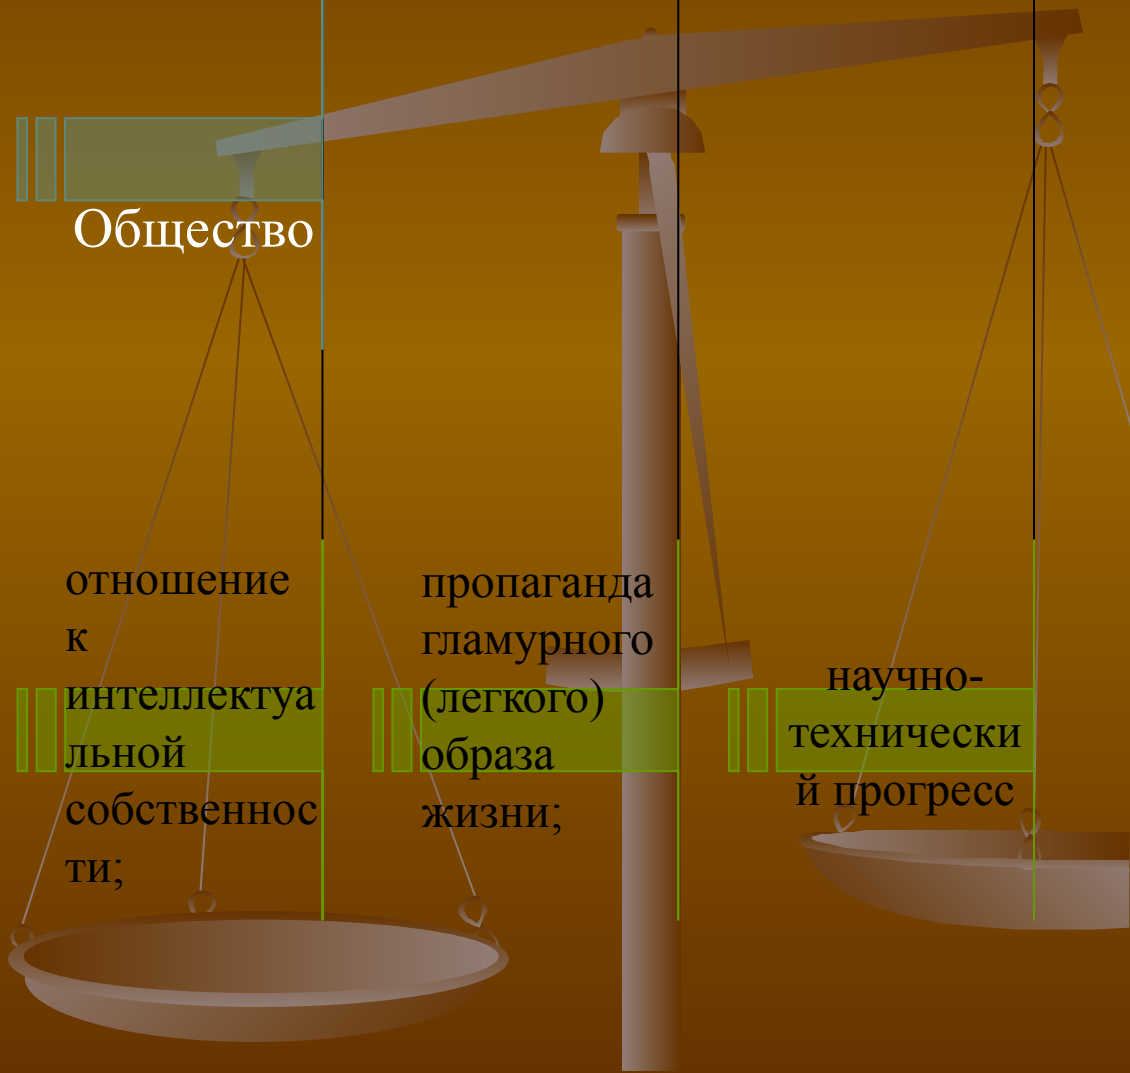 Общество
отношение
к
интеллектуа
льной
собственнос
ти;
пропаганда
гламурного
(легкого)
образа
жизни;
научно-
технически
й прогресс